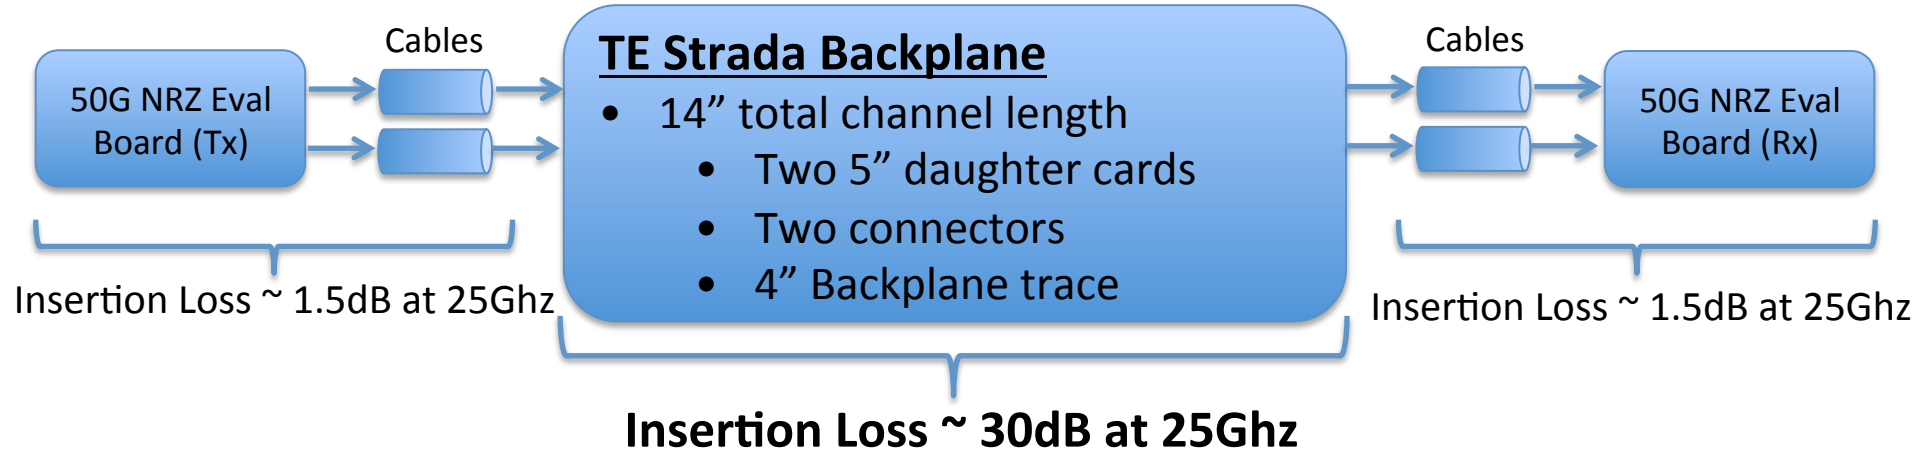 Cables
50G NRZ Eval
Board (Tx)
Insertion Loss ~ 1.5dB at 25Ghz
TE Strada Backplane
• 14” total channel length
• Two 5” daughter cards
• Two connectors
• 4” Backplane trace
Insertion Loss ~ 30dB at 25Ghz
Cables
50G NRZ Eval
Board (Rx)
Insertion Loss ~ 1.5dB at 25Ghz